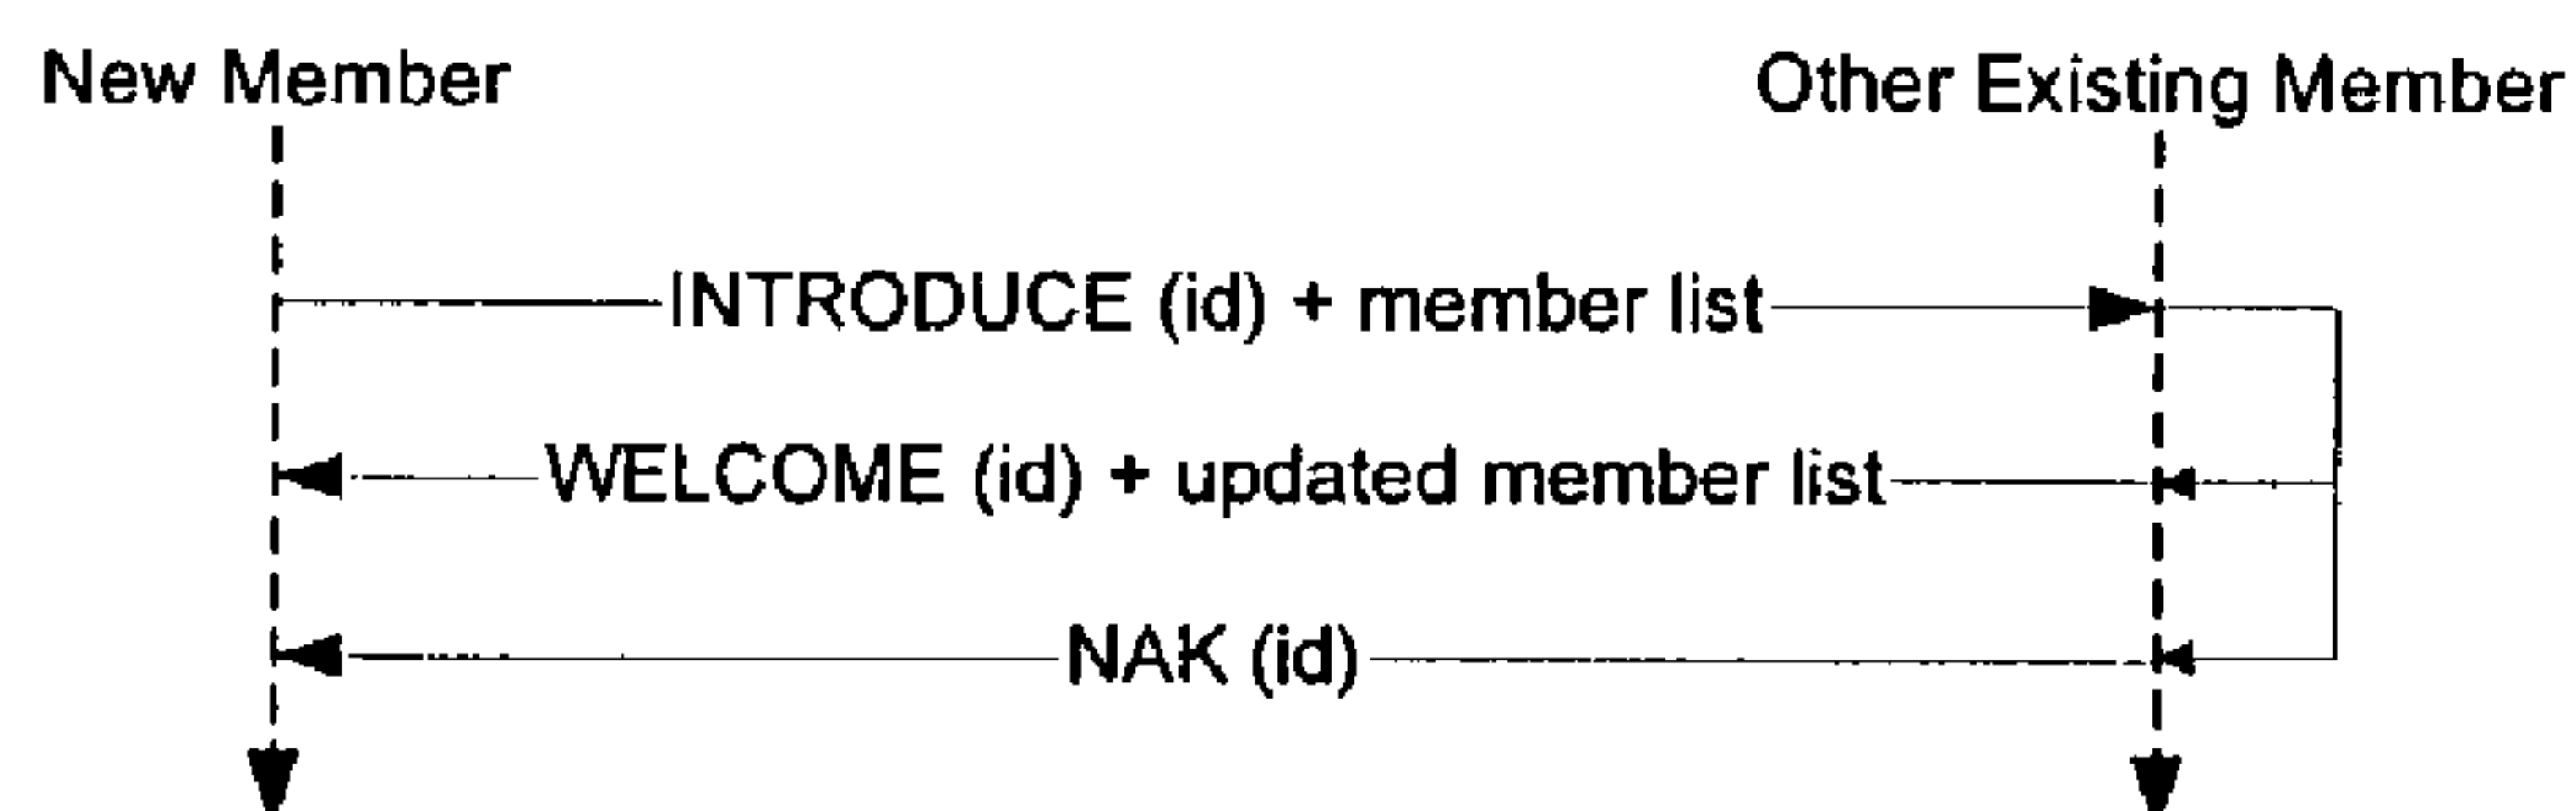 New Member
Other Existing Member
INTRODUCE (id) + member list
WELCOME (id) + updated member list
NAK (id)